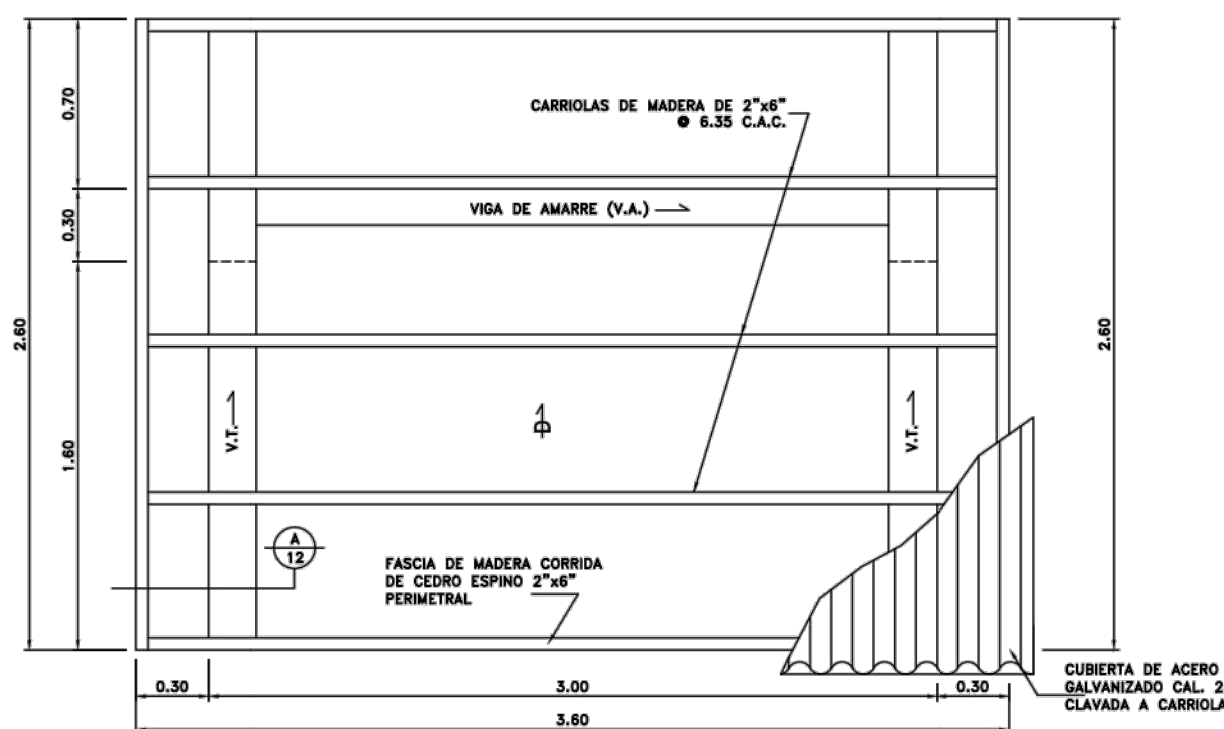 CARRIOLAS DE MADERA DE 2"x6"
@ 6.35 C.A.C.
0.70
VIGA DE AMARRE (V.A.)
0.30
2.60
2.60
1.60
V.T.
D
V.T.
A
12
FASCIA DE MADERA CORRIDA
DE CEDRO ESPINO 2"x6"
PERIMETRAL
CUBIERTA DE ACERO
GALVANIZADO CAL. 2
CLAVADA A CARRIOLA
0.30
3.00
0.30
3.60